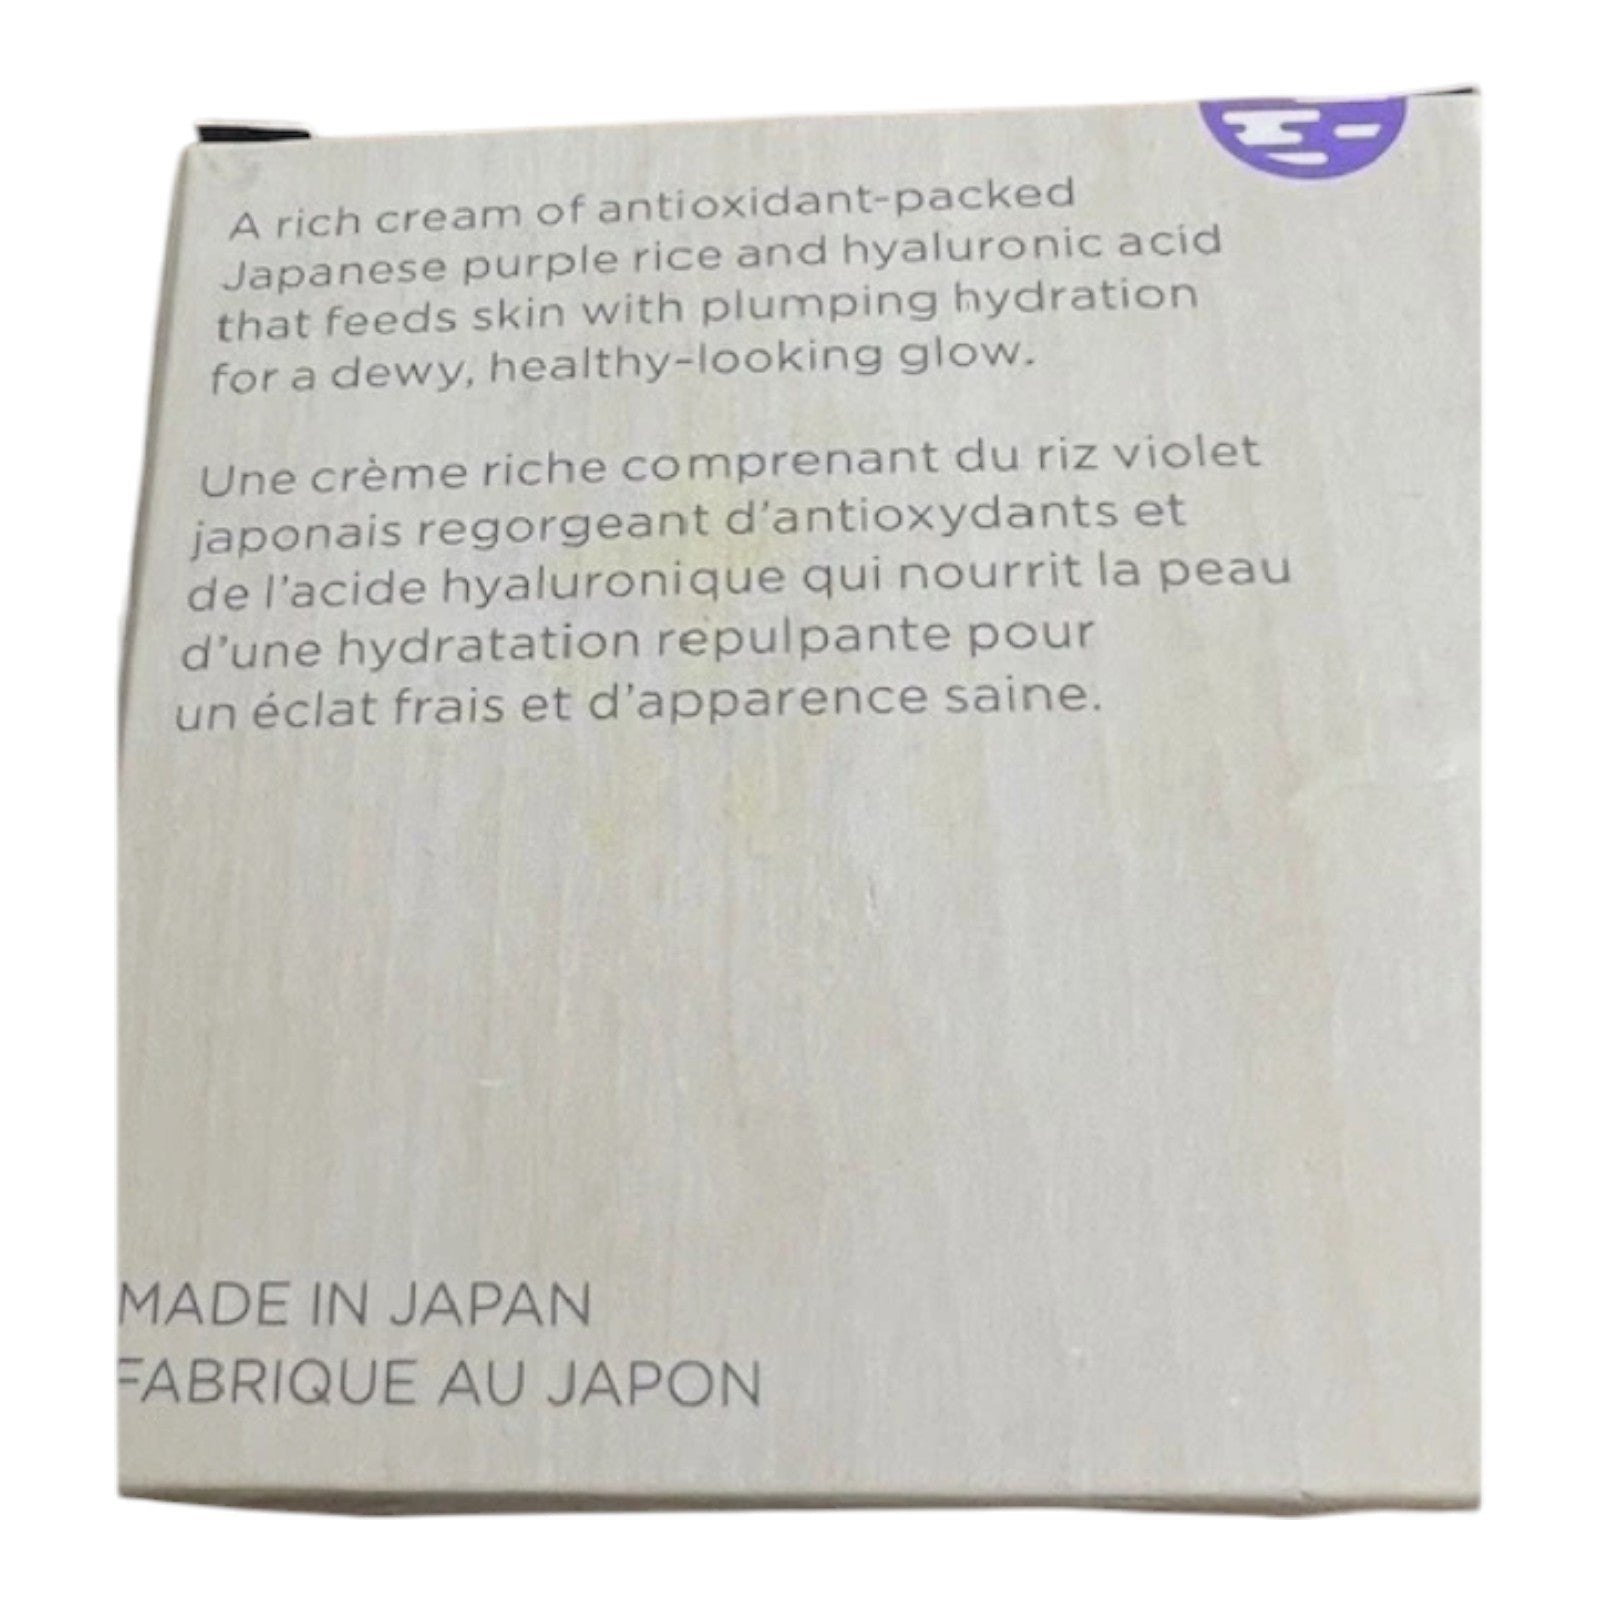 A rich cream of antioxidant-packed
Japanese purple rice and hyaluronic acid
that feeds skin with plumping hydration
for a dewy, healthy-looking glow.
Une crème riche comprenant du riz violet
japonais regorgeant d'antioxydants et
de l'acide hyaluronique qui nourrit la peau
d'une hydratation repulpante pour
un éclat frais et d'apparence saine.
MADE IN JAPAN
FABRIQUE AU JAPON